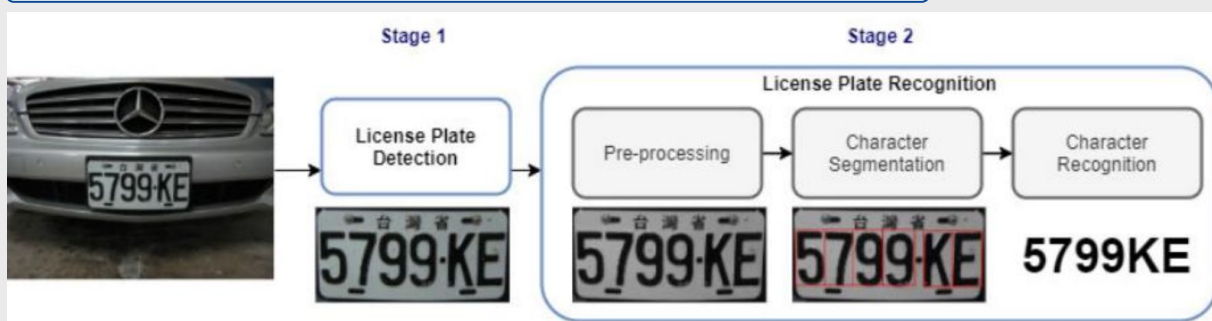 Stage 1
Stage 2
License Plate Recognition
License Plate
Detection
Pre-processing
Character
Segmentation
Character
Recognition
台灣省
5799·KE
台灣省
5799·KE
台灣省
5799·KE
台灣省
5799·KE
5799KE